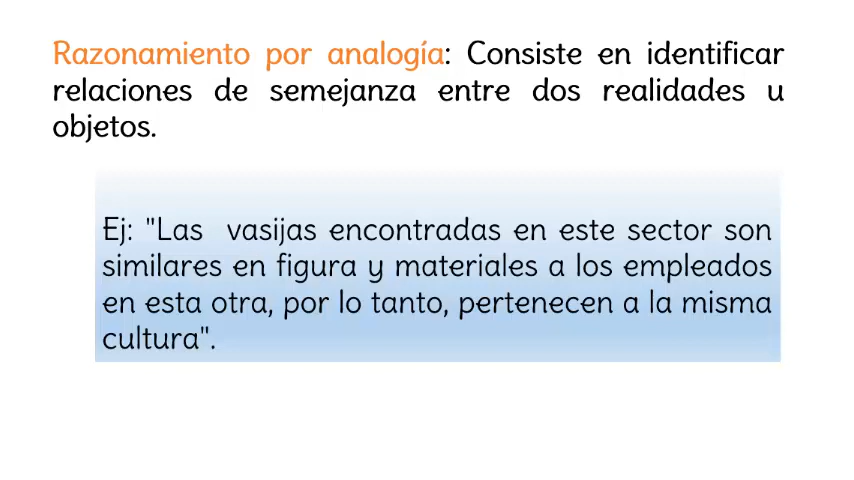 Razonamiento por analogía: Consiste en identificar
relaciones de semejanza entre dos realidades u
objetos.
Ej: "Las vasijas encontradas en este sector son
similares en figura y materiales a los empleados
en esta otra, por lo tanto, pertenecen a la misma
cultura".